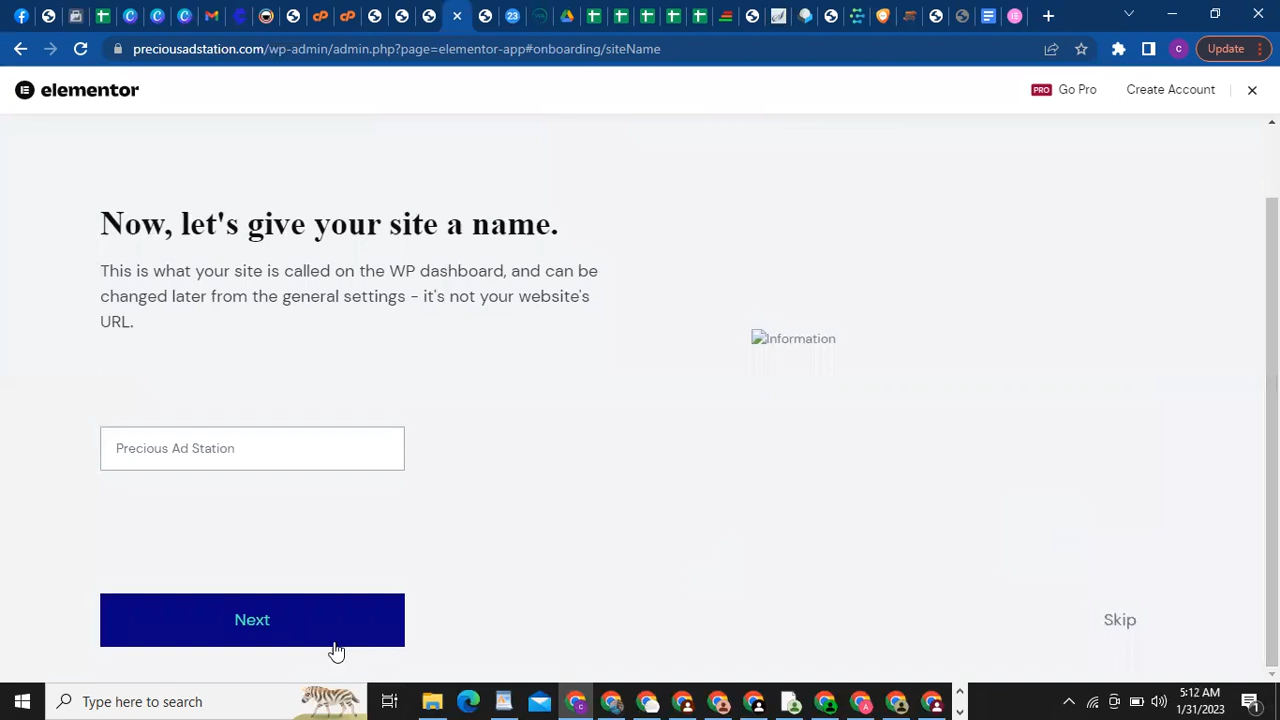 23
preciousadstation.com/wp-admin/admin.php?page=elementor-app#onboarding/siteName
C
Update
elementor
PRO Go Pro
Create Account
Now, let's give your site a name.
This is what your site is called on the WP dashboard, and can be
changed later from the general settings - it's not your website's
URL.
Information
Precious Ad Station
Next
Skip
Type here to search
5:12 AM
1/31/2023